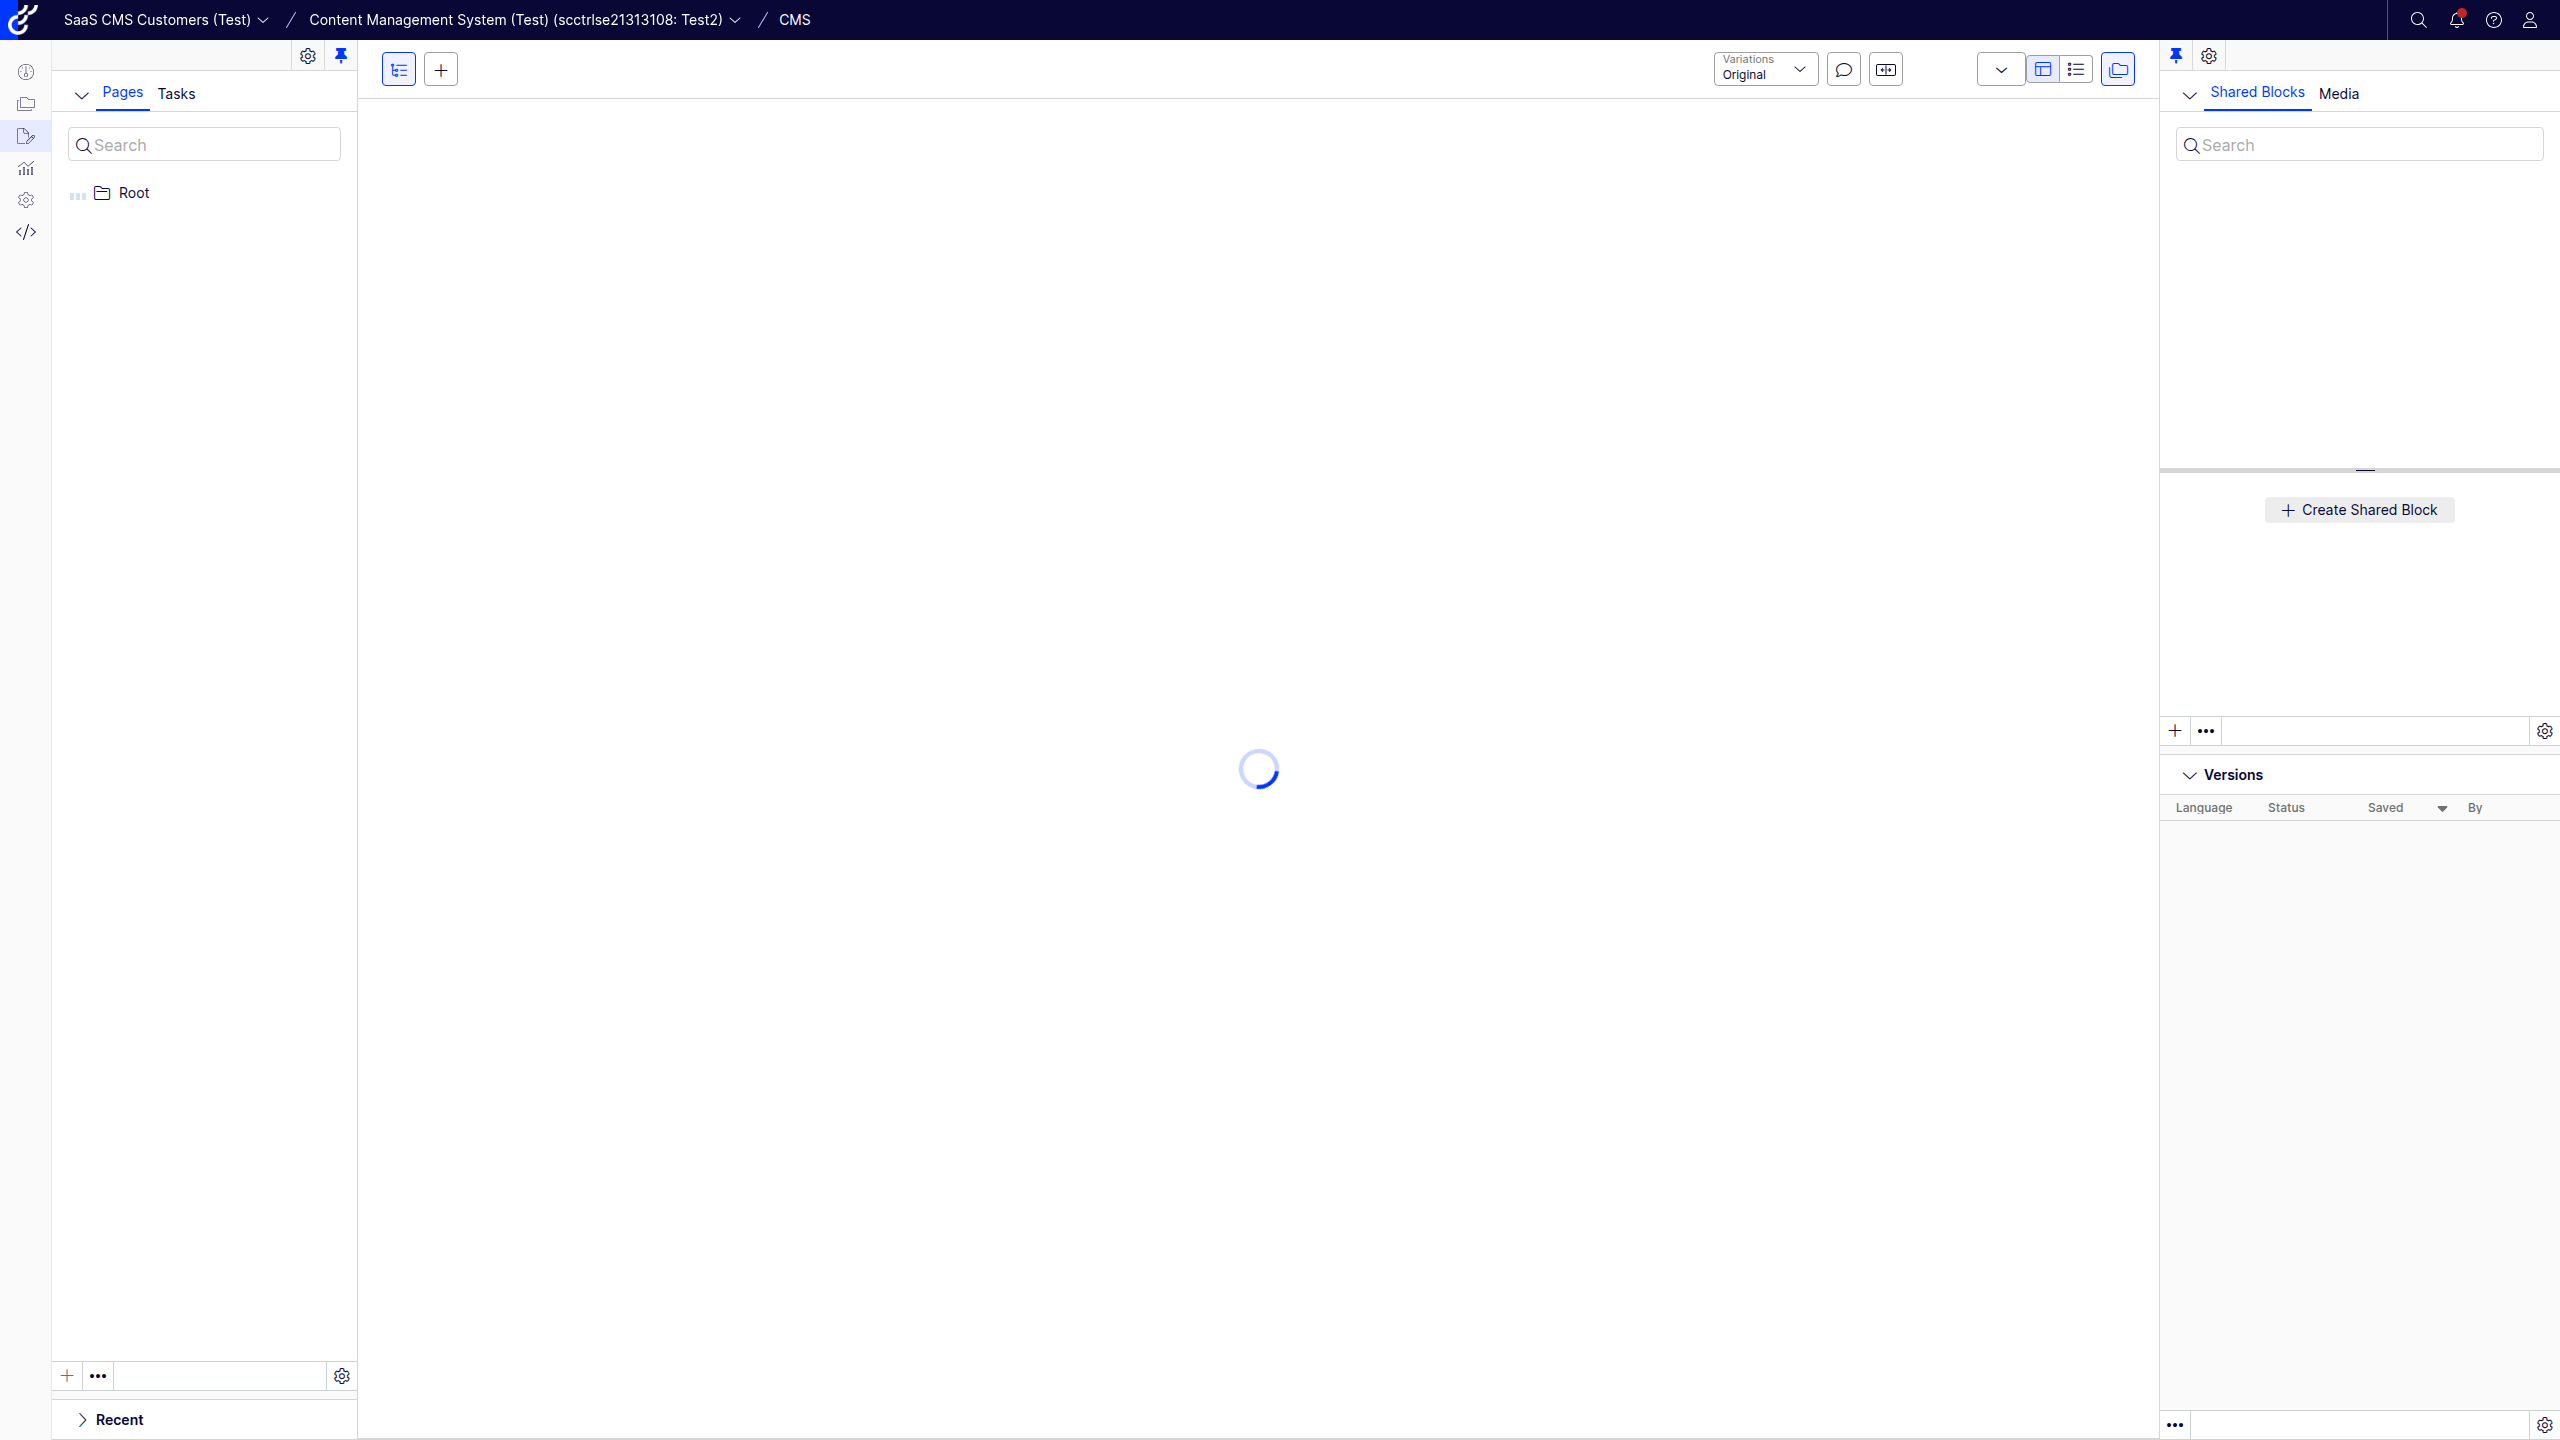 SaaS CMS Customers (Test) / Content Management System (Test) (scctrlse21313108: Test2) / CMS
Pages Tasks
Search
Root
Variations
Original
Shared Blocks Media
Search
Create Shared Block
Versions
Language Status Saved By
Recent